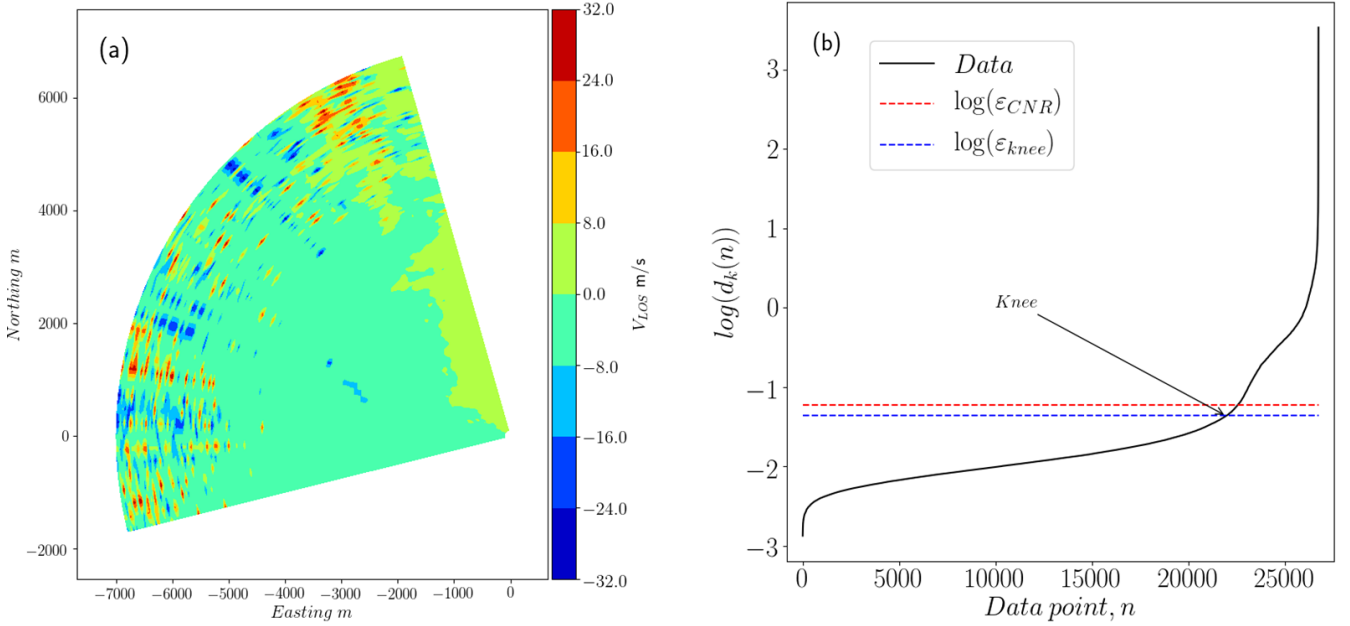 (a)
6000
4000
2000
0
−2000
Northing m
−7000 −6000 −5000 −4000 −3000 −2000 −1000 0
Easting m
32.0
24.0
16.0
8.0
0.0
−8.0
−16.0
−24.0
−32.0
V_LOS m/s
(b)
Data
log(ε_CNR)
log(ε_knee)
3
2
1
0
−1
−2
−3
log(d_k(n))
Knee
0 5000 10000 15000 20000 25000
Data point, n